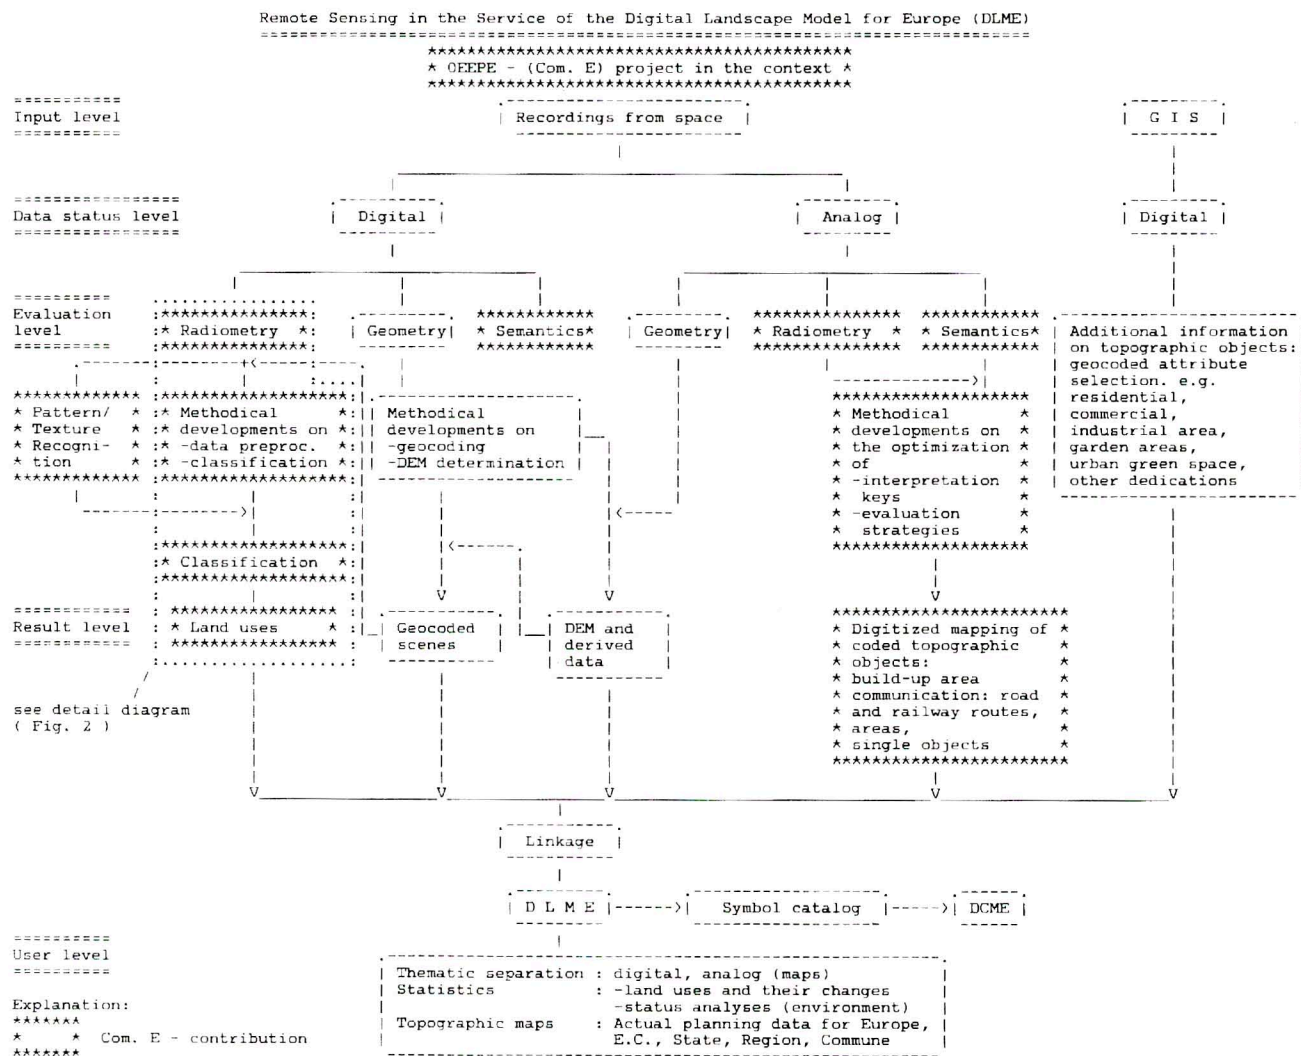 Remote Sensing in the Service of the Digital Landscape Model for Europe (DLME)
* OEEPE - (Com. E) project in the context *
Input level
Recordings from space
G I S
Data status level
Digital
Analog
Digital
Evaluation level
* Radiometry *
Geometry
* Semantics *
Geometry
* Radiometry *
* Semantics *
Additional information
on topographic objects:
geocoded attribute
selection. e.g.
residential,
commercial,
industrial area,
garden areas,
urban green space,
other dedications
* Pattern/ *
* Texture *
* Recogni- *
* tion *
* Methodical *
* developments on *
* -data preproc. *
* -classification *
Methodical
developments on
-geocoding
-DEM determination
* Methodical *
* developments on *
* the optimization *
* of *
* -interpretation *
* keys *
* -evaluation *
* strategies *
* Classification *
Result level
* Land uses *
Geocoded
scenes
DEM and
derived
data
* Digitized mapping of *
* coded topographic *
* objects: *
* build-up area *
* communication: road *
* and railway routes, *
* areas, *
* single objects *
see detail diagram
( Fig. 2 )
Linkage
D L M E
Symbol catalog
DCME
User level
Thematic separation : digital, analog (maps)
Statistics : -land uses and their changes
-status analyses (environment)
Topographic maps : Actual planning data for Europe,
E.C., State, Region, Commune
Explanation:
* * Com. E - contribution